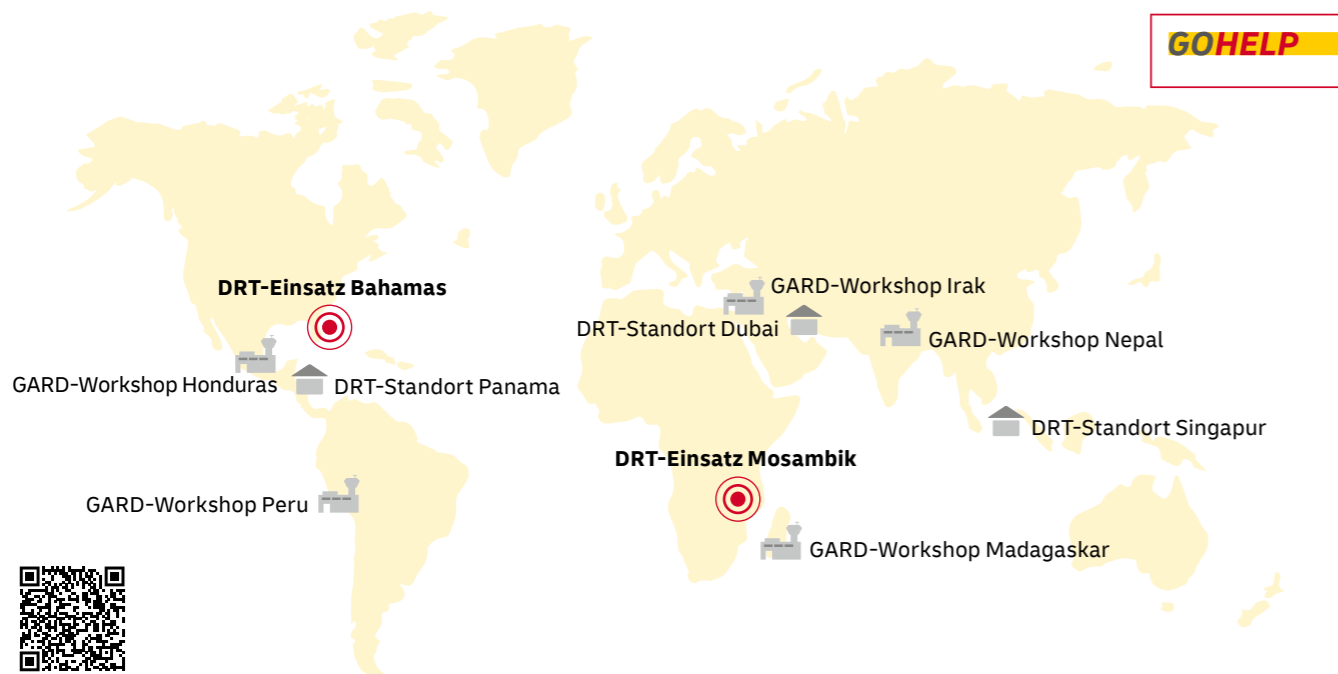 GOHELP
DRT-Einsatz Bahamas
GARD-Workshop Irak
DRT-Standort Dubai
GARD-Workshop Nepal
GARD-Workshop Honduras
DRT-Standort Panama
DRT-Standort Singapur
DRT-Einsatz Mosambik
GARD-Workshop Peru
GARD-Workshop Madagaskar